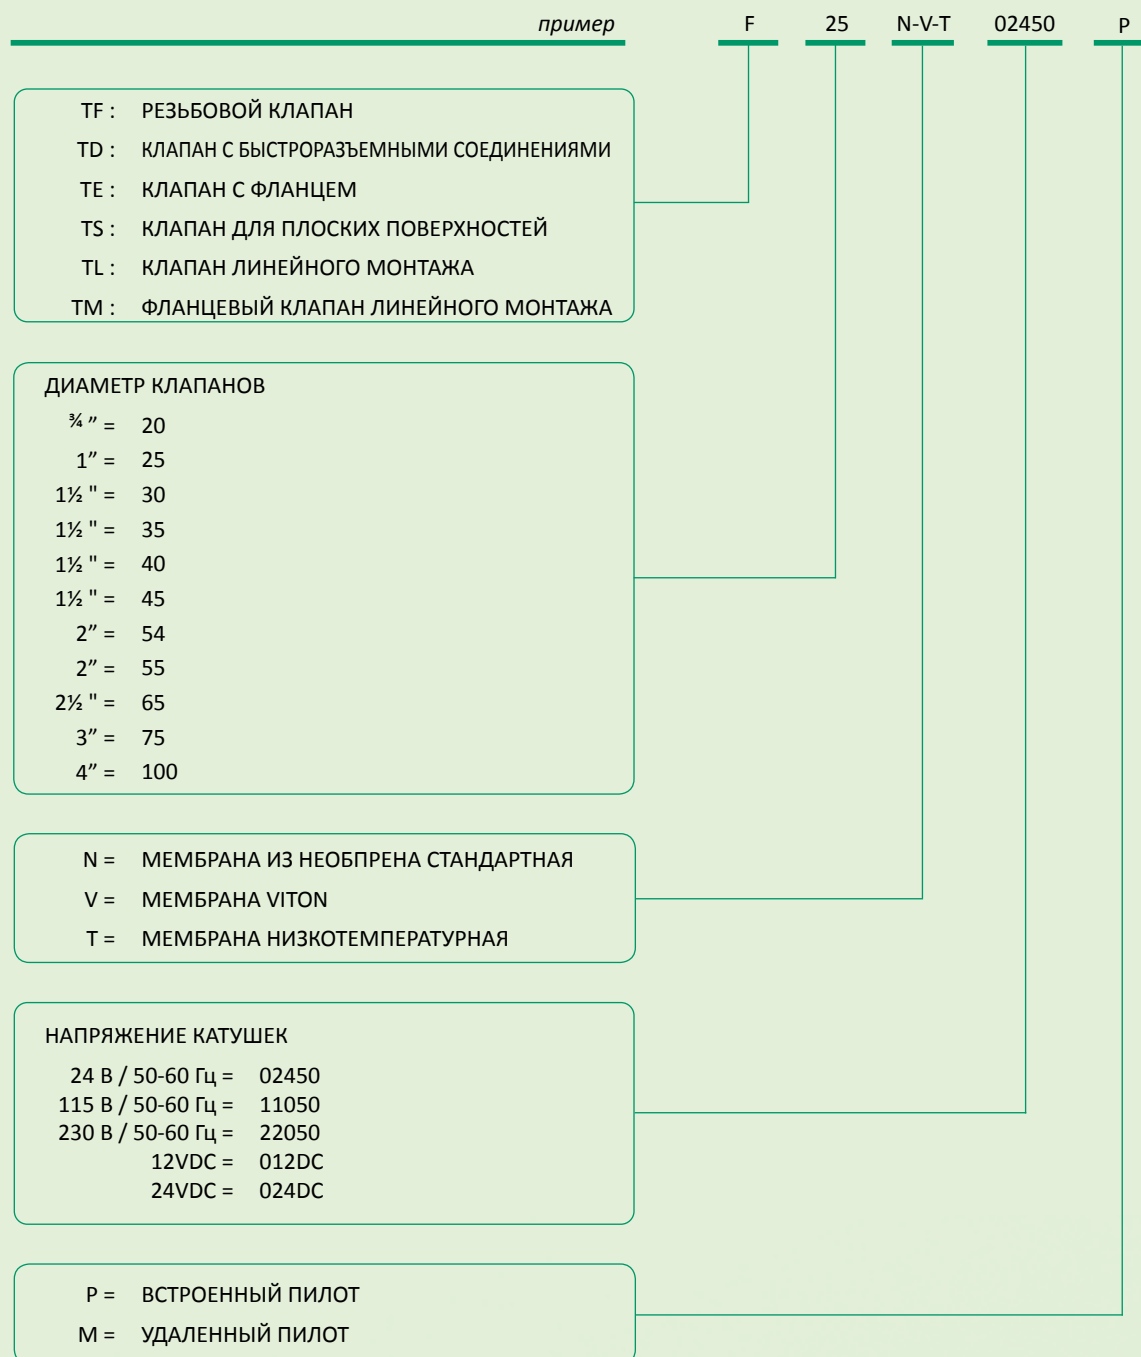 пример F 25 N-V-T 02450 P
TF : РЕЗЬБОВОЙ КЛАПАН
TD : КЛАПАН С БЫСТРОРАЗЪЕМНЫМИ СОЕДИНЕНИЯМИ
TE : КЛАПАН С ФЛАНЦЕМ
TS : КЛАПАН ДЛЯ ПЛОСКИХ ПОВЕРХНОСТЕЙ
TL : КЛАПАН ЛИНЕЙНОГО МОНТАЖА
TM : ФЛАНЦЕВЫЙ КЛАПАН ЛИНЕЙНОГО МОНТАЖА
ДИАМЕТР КЛАПАНОВ
¾ ” = 20
1” = 25
1½ " = 30
1½ " = 35
1½ " = 40
1½ " = 45
2” = 54
2” = 55
2½ " = 65
3” = 75
4” = 100
N = МЕМБРАНА ИЗ НЕОБПРЕНА СТАНДАРТНАЯ
V = МЕМБРАНА VITON
T = МЕМБРАНА НИЗКОТЕМПЕРАТУРНАЯ
НАПРЯЖЕНИЕ КАТУШЕК
24 В / 50-60 Гц = 02450
115 В / 50-60 Гц = 11050
230 В / 50-60 Гц = 22050
12VDC = 012DC
24VDC = 024DC
P = ВСТРОЕННЫЙ ПИЛОТ
M = УДАЛЕННЫЙ ПИЛОТ